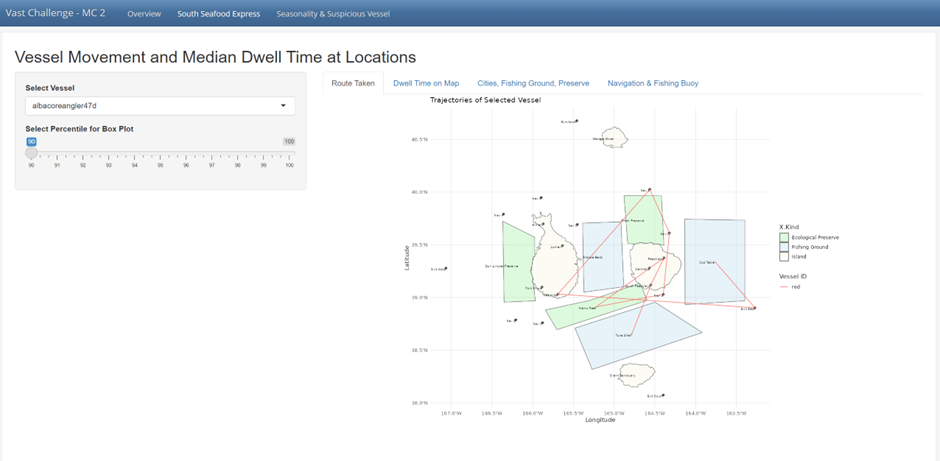 Vast Challenge - MC 2 Overview South Seafood Express Seasonality & Suspicious Vessel
Vessel Movement and Median Dwell Time at Locations
Select Vessel
albacoreangler47d
Select Percentile for Box Plot
90 100
90 91 92 93 94 95 96 97 98 99 100
Route Taken Dwell Time on Map Cities, Fishing Ground, Preserve Navigation & Fishing Buoy
Trajectories of Selected Vessel
40.5°N
40.0°N
39.5°N
39.0°N
38.5°N
38.0°N
Latitude
167.0°W 166.5°W 166.0°W 165.5°W 165.0°W 164.5°W 164.0°W 163.5°W
Longitude
X.Kind
Ecological Preserve
Fishing Ground
Island
Vessel ID
red